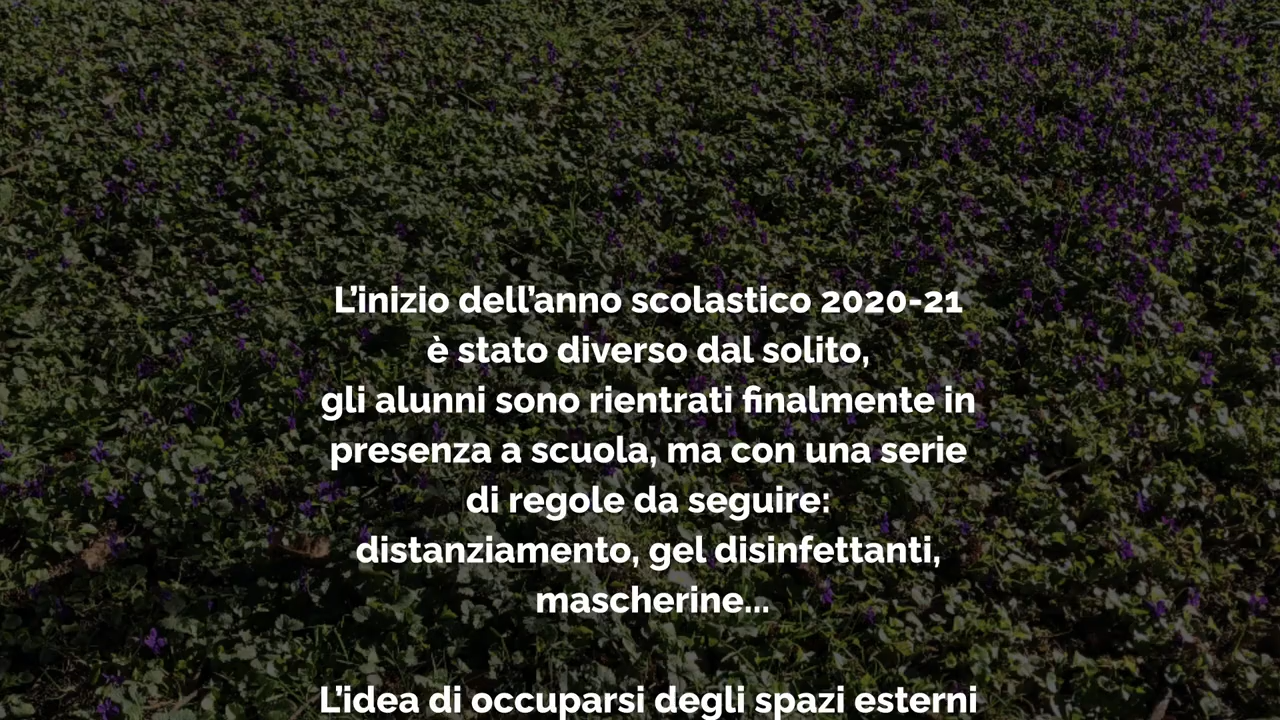 L’inizio dell’anno scolastico 2020-21
è stato diverso dal solito,
gli alunni sono rientrati finalmente in
presenza a scuola, ma con una serie
di regole da seguire:
distanziamento, gel disinfettanti,
mascherine...
L’idea di occuparsi degli spazi esterni